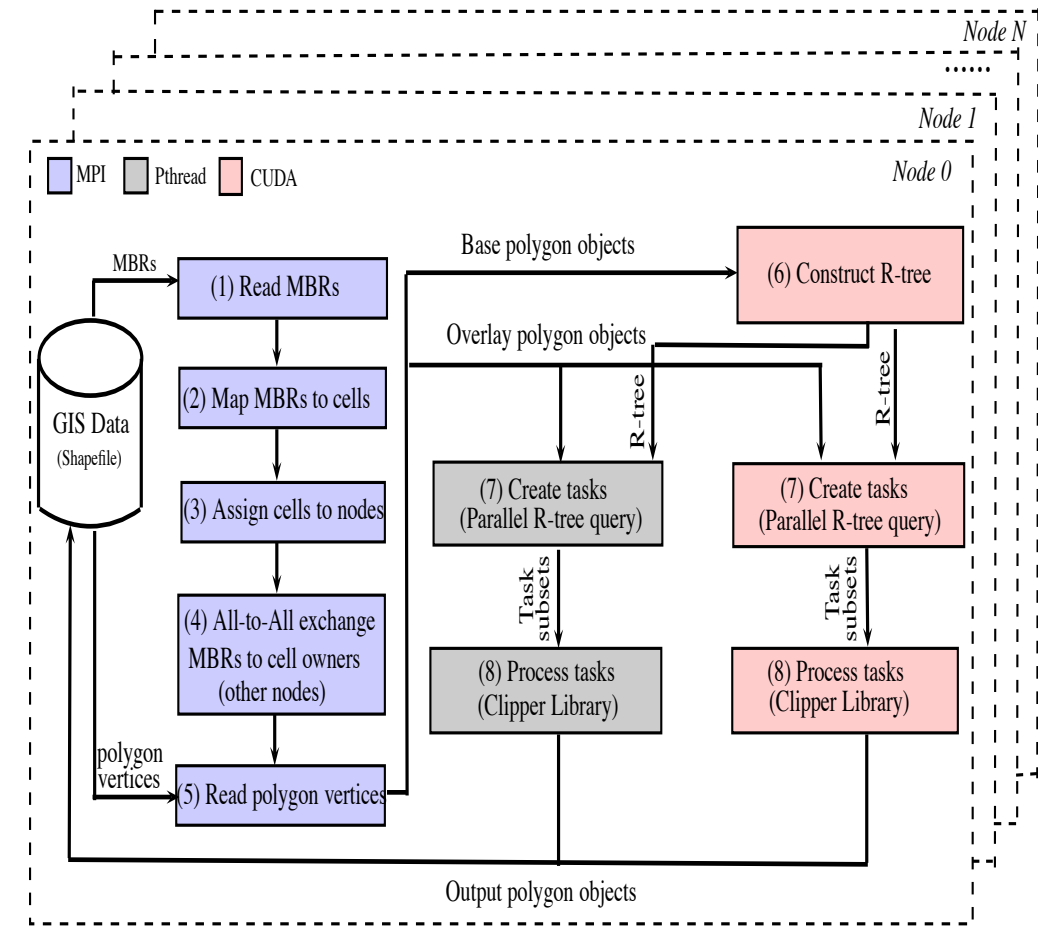 Node N
.......
Node 1
Node 0
MPI
Pthread
CUDA
MBRs
(1) Read MBRs
Base polygon objects
(6) Construct R-tree
Overlay polygon objects
(2) Map MBRs to cells
R-tree
R-tree
GIS Data
(Shapefile)
(3) Assign cells to nodes
(7) Create tasks
(Parallel R-tree query)
(7) Create tasks
(Parallel R-tree query)
Task
subsets
Task
subsets
(4) All-to-All exchange
MBRs to cell owners
(other nodes)
(8) Process tasks
(Clipper Library)
(8) Process tasks
(Clipper Library)
polygon
vertices
(5) Read polygon vertices
Output polygon objects